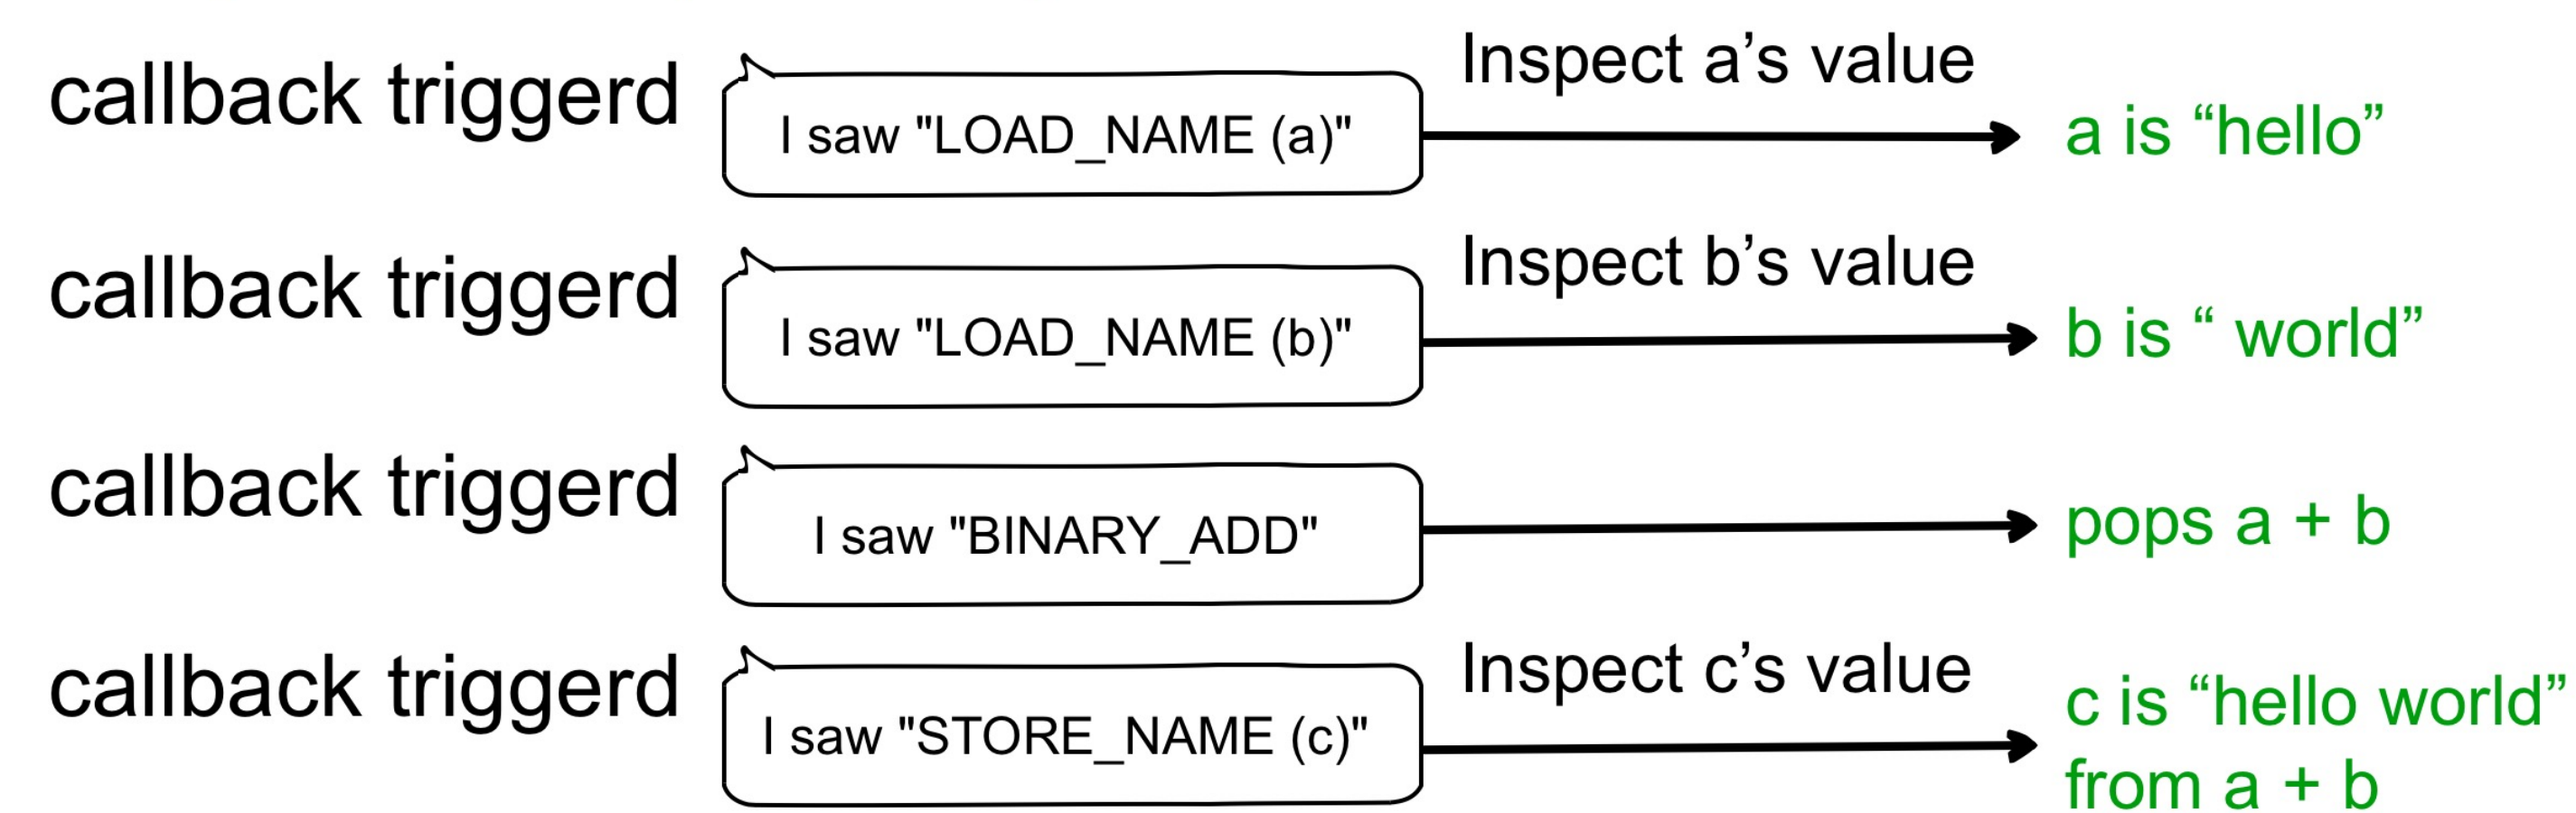 callback triggerd
I saw "LOAD_NAME (a)"
Inspect a’s value
a is “hello”
callback triggerd
I saw "LOAD_NAME (b)"
Inspect b’s value
b is “ world”
callback triggerd
I saw "BINARY_ADD"
pops a + b
callback triggerd
I saw "STORE_NAME (c)"
Inspect c’s value
c is “hello world”
from a + b